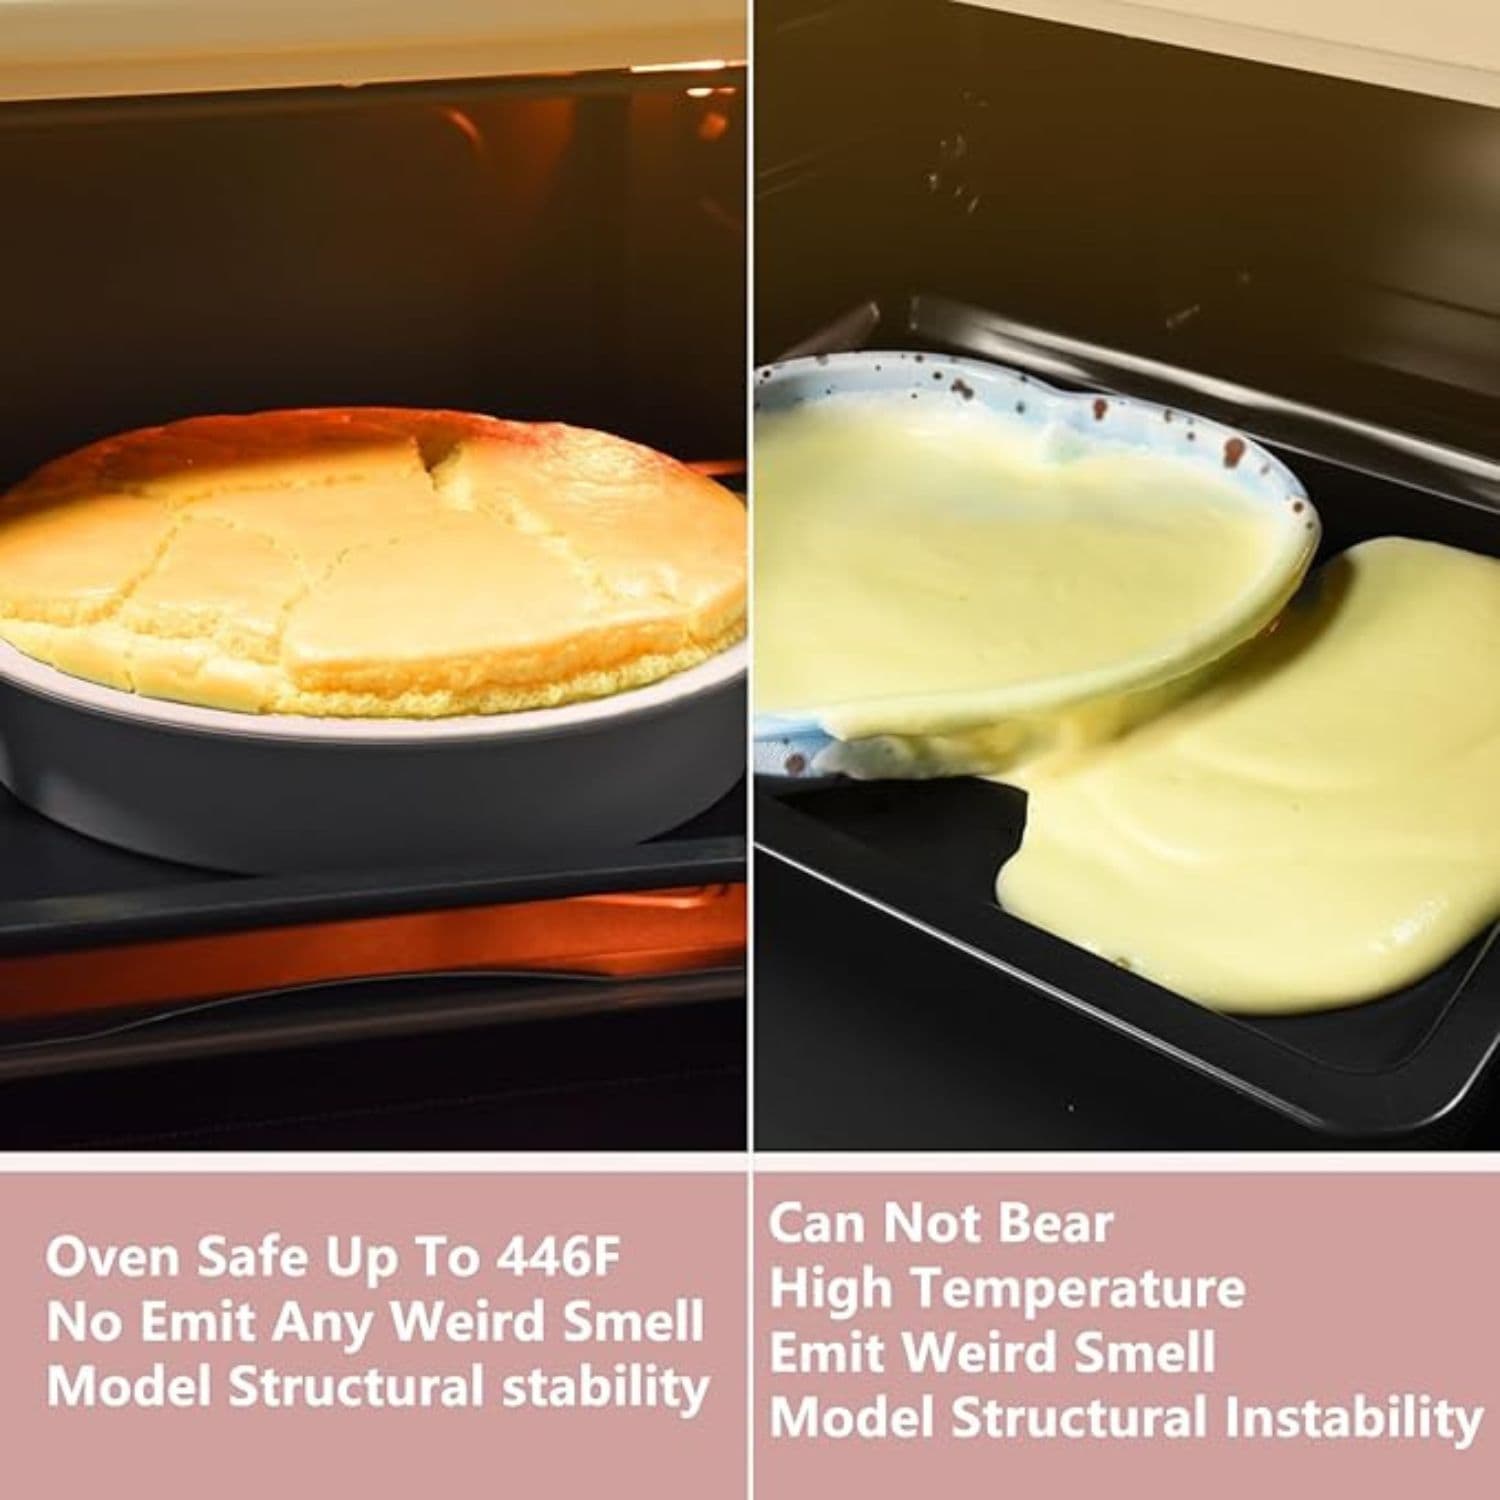 Oven Safe Up To 446F
No Emit Any Weird Smell
Model Structural stability
Can Not Bear
High Temperature
Emit Weird Smell
Model Structural Instability